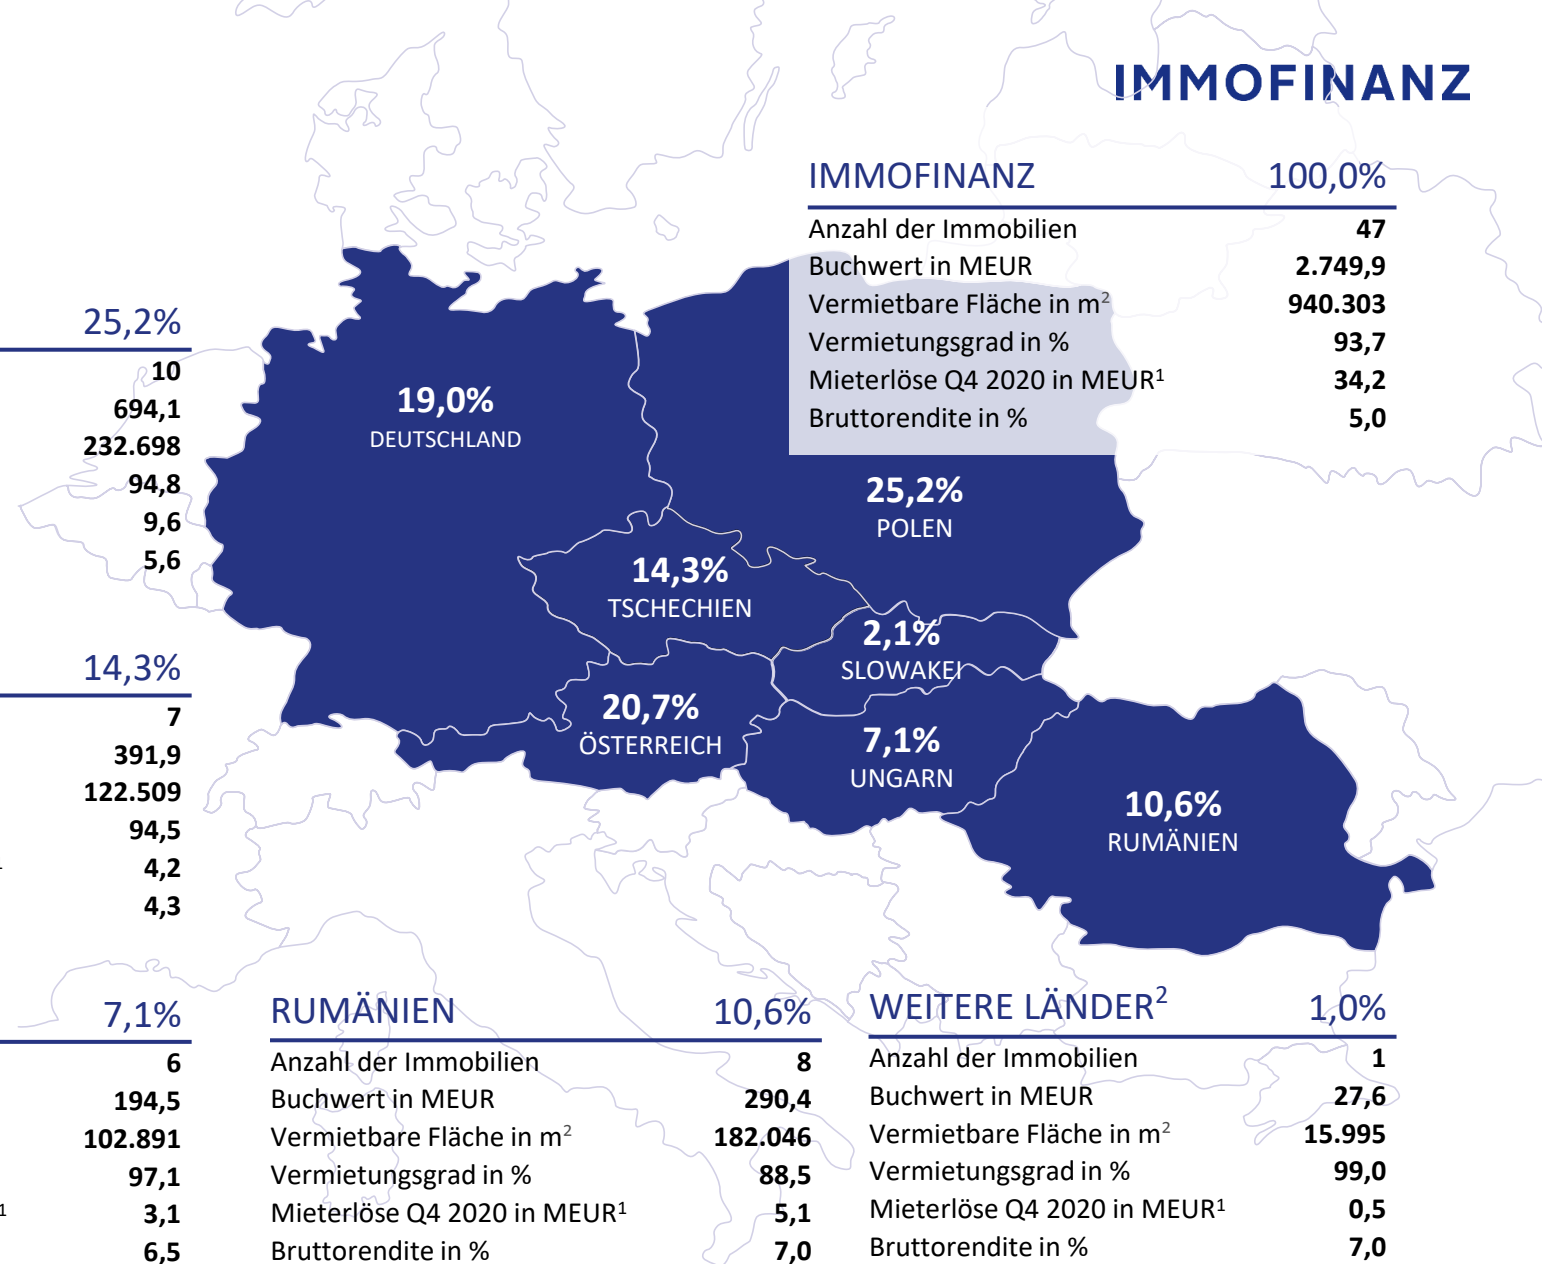 IMMOFINANZ
IMMOFINANZ 100,0%
Anzahl der Immobilien 47
Buchwert in MEUR 2.749,9
Vermietbare Fläche in m² 940.303
Vermietungsgrad in % 93,7
Mieterlöse Q4 2020 in MEUR¹ 34,2
Bruttorendite in % 5,0
25,2%
10
694,1
232.698
94,8
9,6
5,6
19,0%
DEUTSCHLAND
25,2%
POLEN
14,3%
TSCHECHIEN
2,1%
SLOWAKEI
20,7%
ÖSTERREICH
7,1%
UNGARN
10,6%
RUMÄNIEN
14,3%
7
391,9
122.509
94,5
4,2
4,3
7,1%
6
194,5
102.891
97,1
¹ 3,1
6,5
RUMÄNIEN 10,6%
Anzahl der Immobilien 8
Buchwert in MEUR 290,4
Vermietbare Fläche in m² 182.046
Vermietungsgrad in % 88,5
Mieterlöse Q4 2020 in MEUR¹ 5,1
Bruttorendite in % 7,0
WEITERE LÄNDER² 1,0%
Anzahl der Immobilien 1
Buchwert in MEUR 27,6
Vermietbare Fläche in m² 15.995
Vermietungsgrad in % 99,0
Mieterlöse Q4 2020 in MEUR¹ 0,5
Bruttorendite in % 7,0